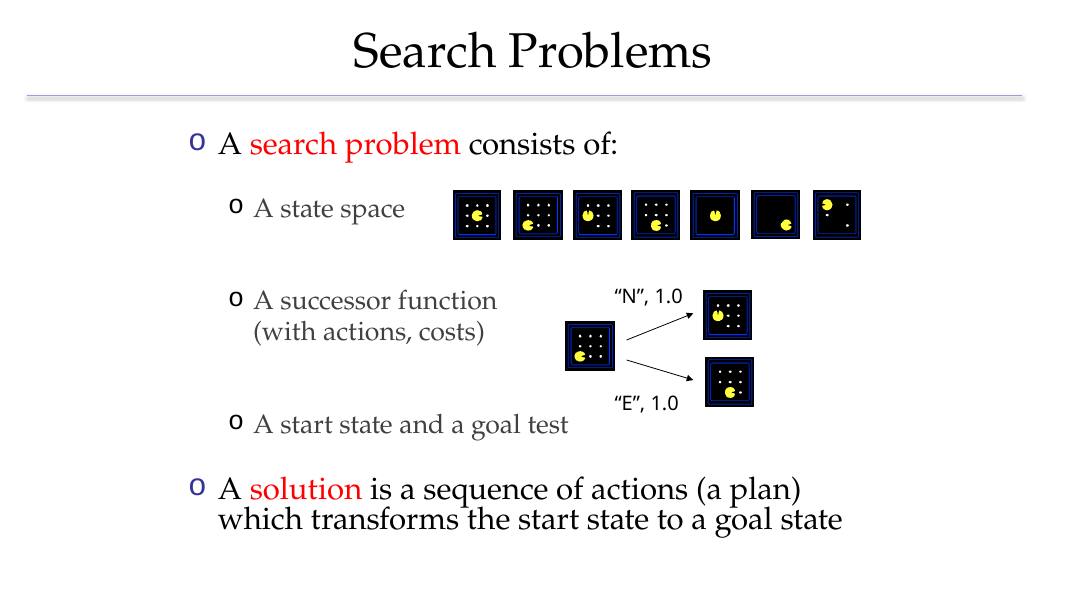 Search Problems
o A search problem consists of:
o A state space
o A successor function
(with actions, costs)
“N”, 1.0
“E”, 1.0
o A start state and a goal test
o A solution is a sequence of actions (a plan)
which transforms the start state to a goal state